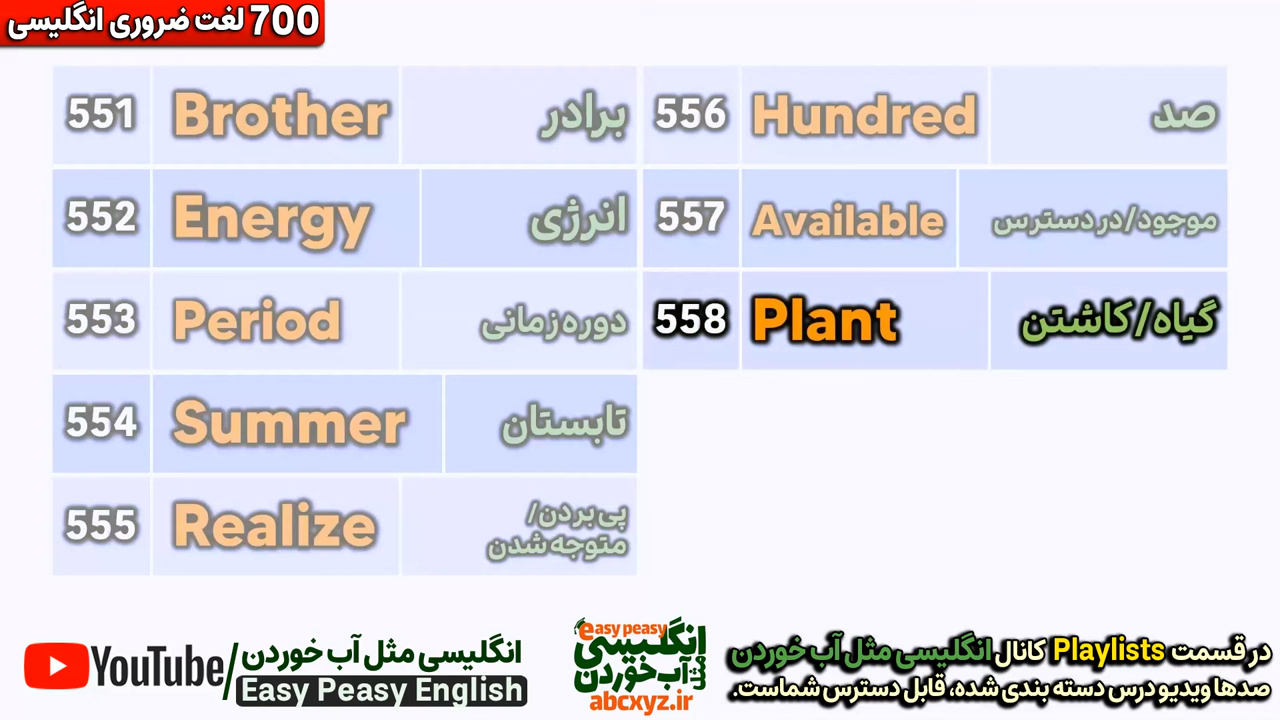 700 لغت ضروری انگلیسی
551 Brother برادر
552 Energy انرژی
553 Period دوره زمانی
554 Summer تابستان
555 Realize پی بردن/
متوجه شدن
556 Hundred صد
557 Available موجود/در دسترس
558 Plant گیاه/کاشتن
YouTube/انگلیسی مثل آب خوردن
Easy Peasy English
easy peasy
انگلیسی
مثل آب خوردن
abcxyz.ir
در قسمت Playlists کانال انگلیسی مثل آب خوردن
صدها ویدیو درس دسته بندی شده، قابل دسترس شماست.